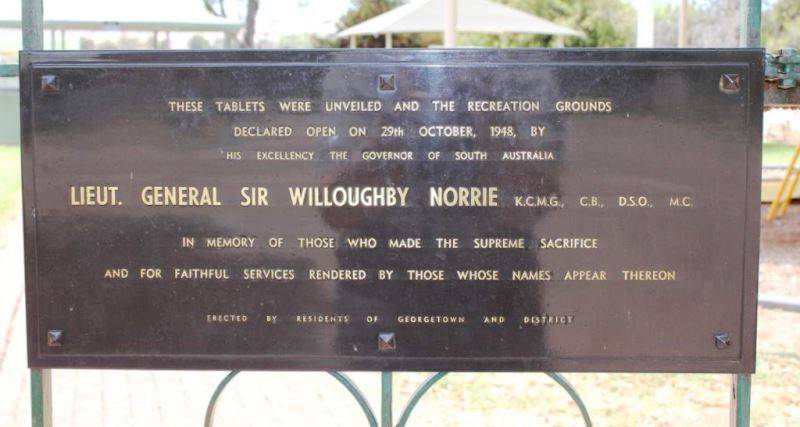 THESE TABLETS WERE UNVEILED AND THE RECREATION GROUNDS
DECLARED OPEN ON 29th OCTOBER, 1948, BY
HIS EXCELLENCY THE GOVERNOR OF SOUTH AUSTRALIA
LIEUT. GENERAL SIR WILLOUGHBY NORRIE K.C.M.G., C.B., D.S.O., M.C.
IN MEMORY OF THOSE WHO MADE THE SUPREME SACRIFICE
AND FOR FAITHFUL SERVICES RENDERED BY THOSE WHOSE NAMES APPEAR THEREON
ERECTED BY RESIDENTS OF GEORGETOWN AND DISTRICT